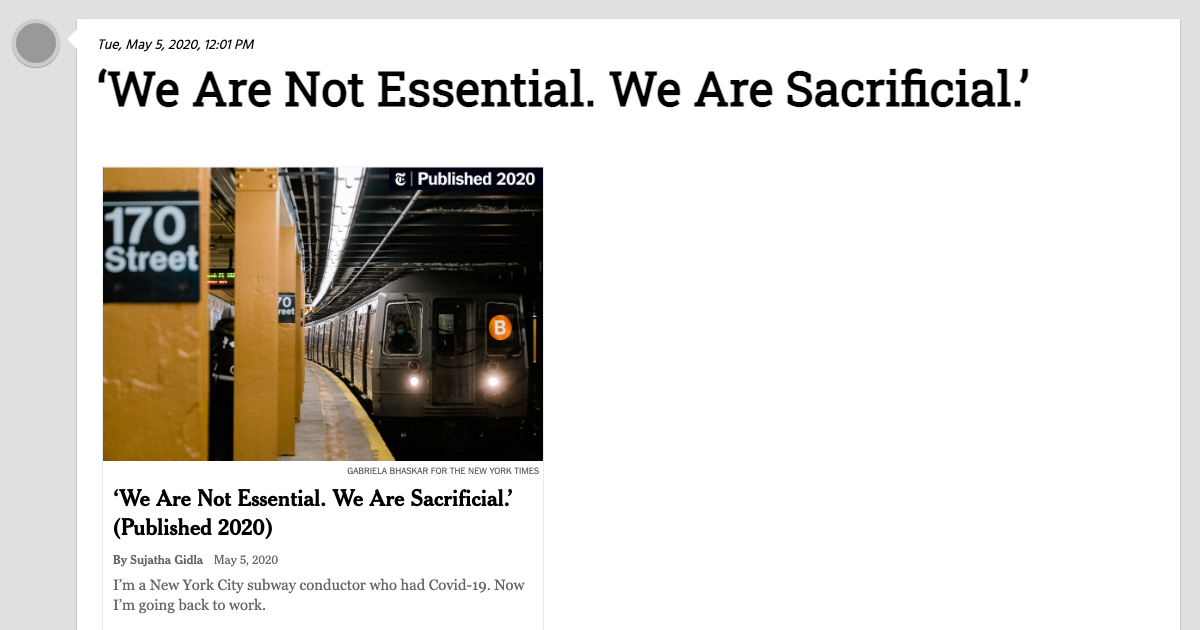 Tue, May 5, 2020, 12:01 PM
‘We Are Not Essential. We Are Sacrificial.’
T | Published 2020
170
Street
70
reet
B
GABRIELA BHASKAR FOR THE NEW YORK TIMES
‘We Are Not Essential. We Are Sacrificial.’
(Published 2020)
By Sujatha Gidla May 5, 2020
I’m a New York City subway conductor who had Covid-19. Now
I’m going back to work.